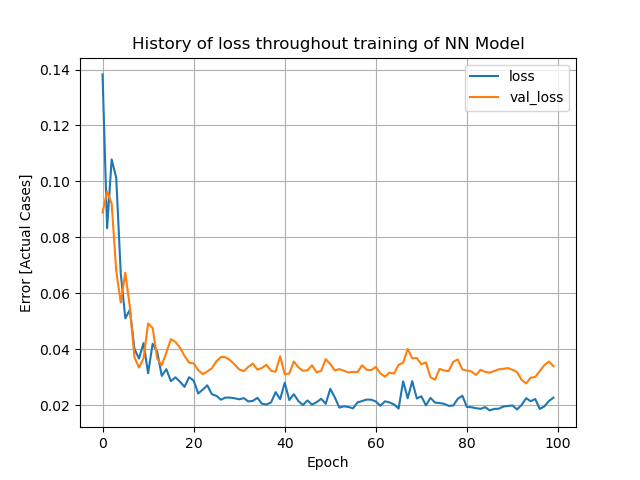 History of loss throughout training of NN Model
loss
val_loss
Error [Actual Cases]
0.14
0.12
0.10
0.08
0.06
0.04
0.02
0 20 40 60 80 100
Epoch